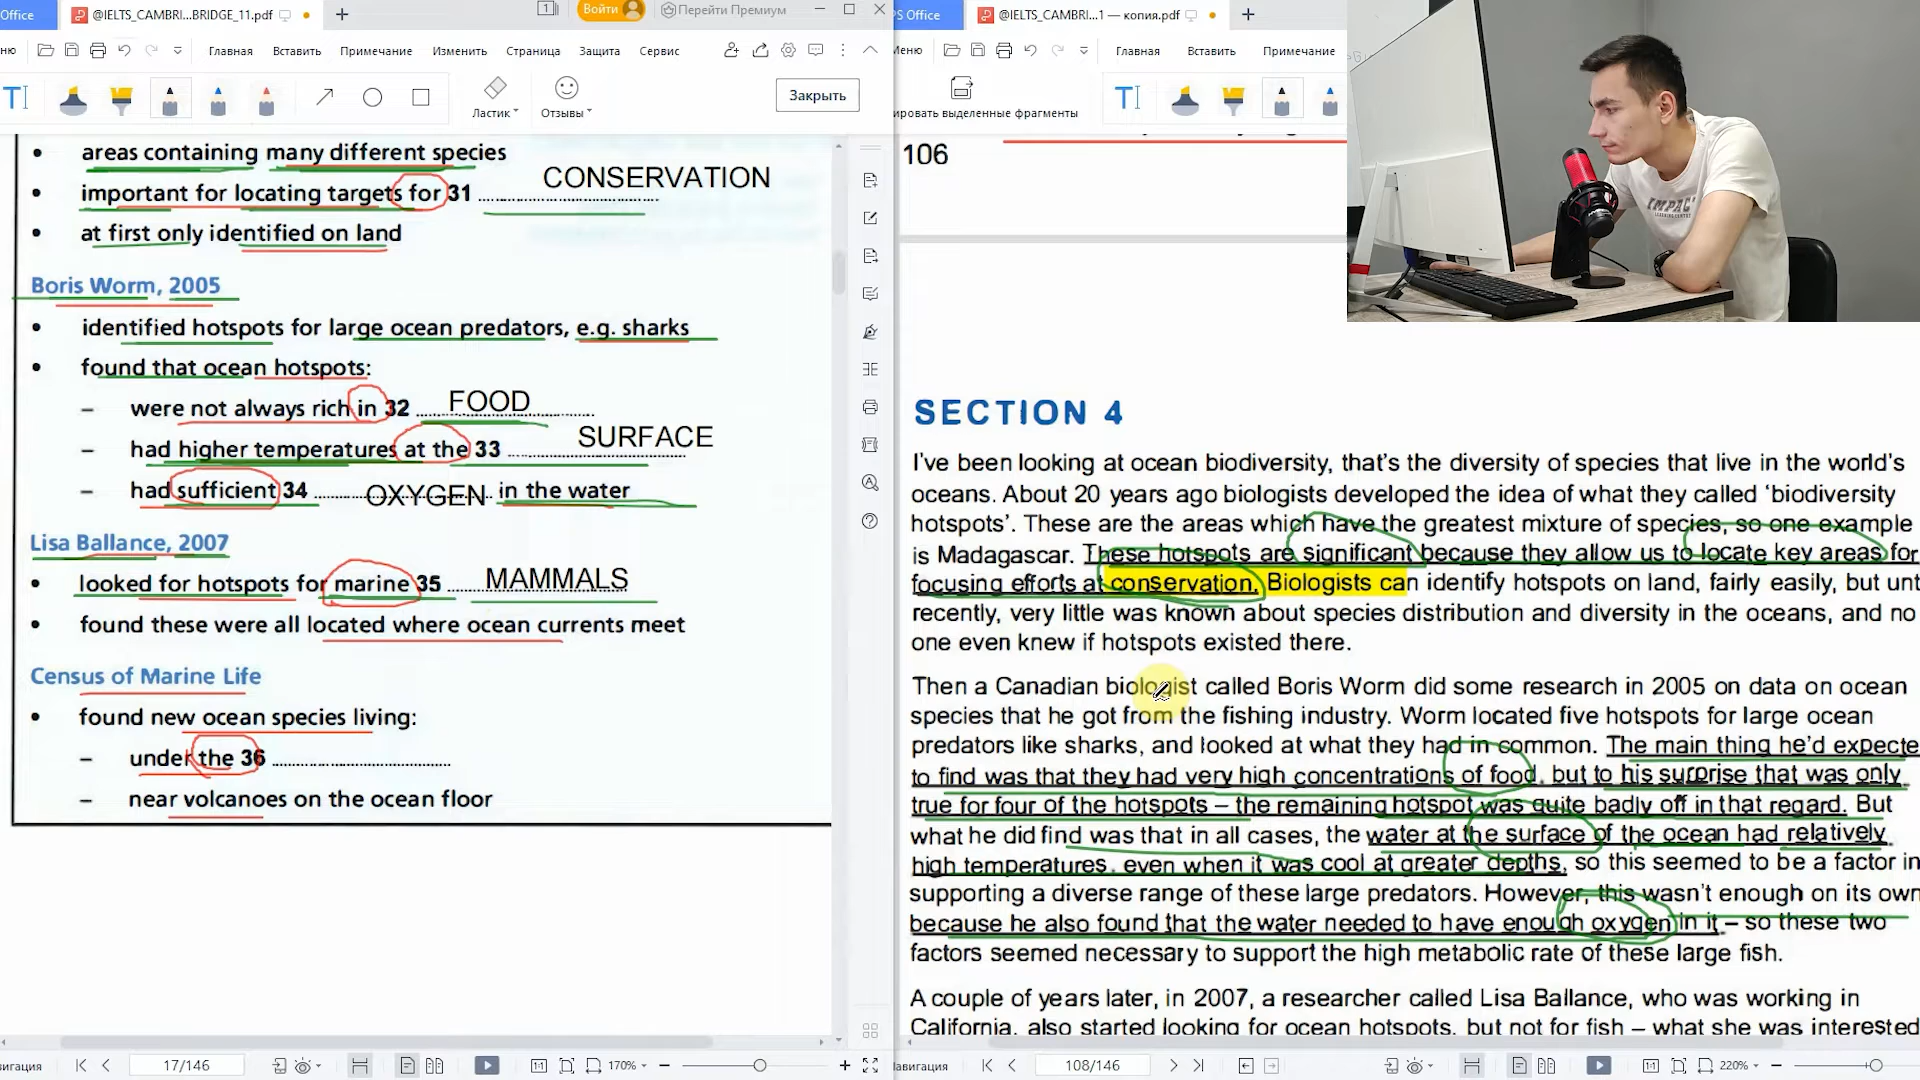 Office @IELTS_CAMBRI...BRIDGE_11.pdf
1
Войти
Перейти Премиум
PS Office @IELTS_CAMBRI...1 — копия.pdf
ню Главная Вставить Примечание Изменить Страница Защита Сервис
Меню Главная Вставить Примечание
T Ластик Отзывы Закрыть
ировать выделенные фрагменты T
• areas containing many different species
• important for locating targets for 31 CONSERVATION
• at first only identified on land
Boris Worm, 2005
• identified hotspots for large ocean predators, e.g. sharks
• found that ocean hotspots:
– were not always rich in 32 FOOD
– had higher temperatures at the 33 SURFACE
– had sufficient 34 OXYGEN in the water
Lisa Ballance, 2007
• looked for hotspots for marine 35 MAMMALS
• found these were all located where ocean currents meet
Census of Marine Life
• found new ocean species living:
– under the 36
– near volcanoes on the ocean floor
вигация 17/146 170%
106
IMPACT
SECTION 4
I've been looking at ocean biodiversity, that's the diversity of species that live in the world's
oceans. About 20 years ago biologists developed the idea of what they called 'biodiversity
hotspots'. These are the areas which have the greatest mixture of species, so one example
is Madagascar. These hotspots are significant because they allow us to locate key areas for
focusing efforts at conservation. Biologists can identify hotspots on land, fairly easily, but unt
recently, very little was known about species distribution and diversity in the oceans, and no
one even knew if hotspots existed there.
Then a Canadian biologist called Boris Worm did some research in 2005 on data on ocean
species that he got from the fishing industry. Worm located five hotspots for large ocean
predators like sharks, and looked at what they had in common. The main thing he'd expecte
to find was that they had very high concentrations of food, but to his surprise that was only
true for four of the hotspots – the remaining hotspot was quite badly off in that regard. But
what he did find was that in all cases, the water at the surface of the ocean had relatively
high temperatures, even when it was cool at greater depths, so this seemed to be a factor in
supporting a diverse range of these large predators. However, this wasn't enough on its own
because he also found that the water needed to have enough oxygen in it – so these two
factors seemed necessary to support the high metabolic rate of these large fish.
A couple of years later, in 2007, a researcher called Lisa Ballance, who was working in
California, also started looking for ocean hotspots, but not for fish – what she was interested
авигация 108/146 220%